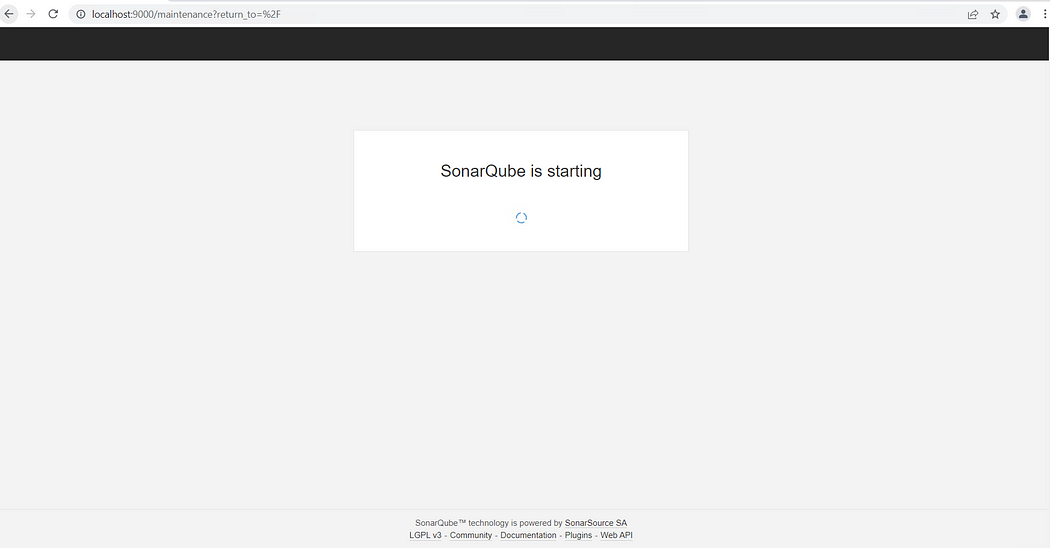 localhost:9000/maintenance?return_to=%2F
SonarQube is starting
SonarQube™ technology is powered by SonarSource SA
LGPL v3 - Community - Documentation - Plugins - Web API